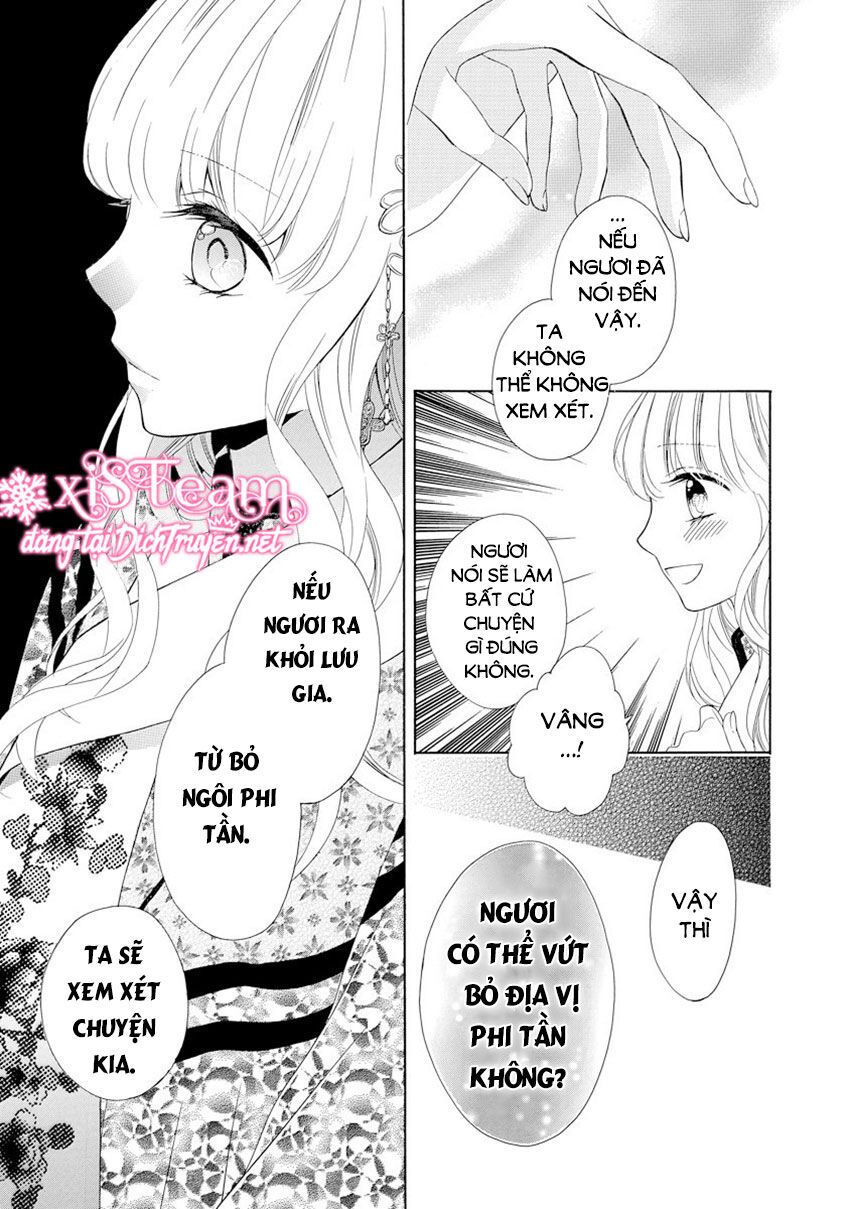 ...
NẾU
NGƯƠI ĐÃ
NÓI ĐẾN
VẬY.
TA
KHÔNG
THỂ KHÔNG
XEM XÉT.
NGƯƠI
NÓI SẼ LÀM
BẤT CỨ
CHUYỆN
GÌ ĐÚNG
KHÔNG.
VÂNG
...!
VẬY
THÌ
NGƯƠI
CÓ THỂ VỨT
BỎ ĐỊA VỊ
PHI TẦN
KHÔNG?
NẾU
NGƯƠI RA
KHỎI LƯU
GIA.
TỪ BỎ
NGÔI PHI
TẦN.
TA SẼ
XEM XÉT
CHUYỆN
KIA.
xISTeam
đăng tại DichTruyen.net